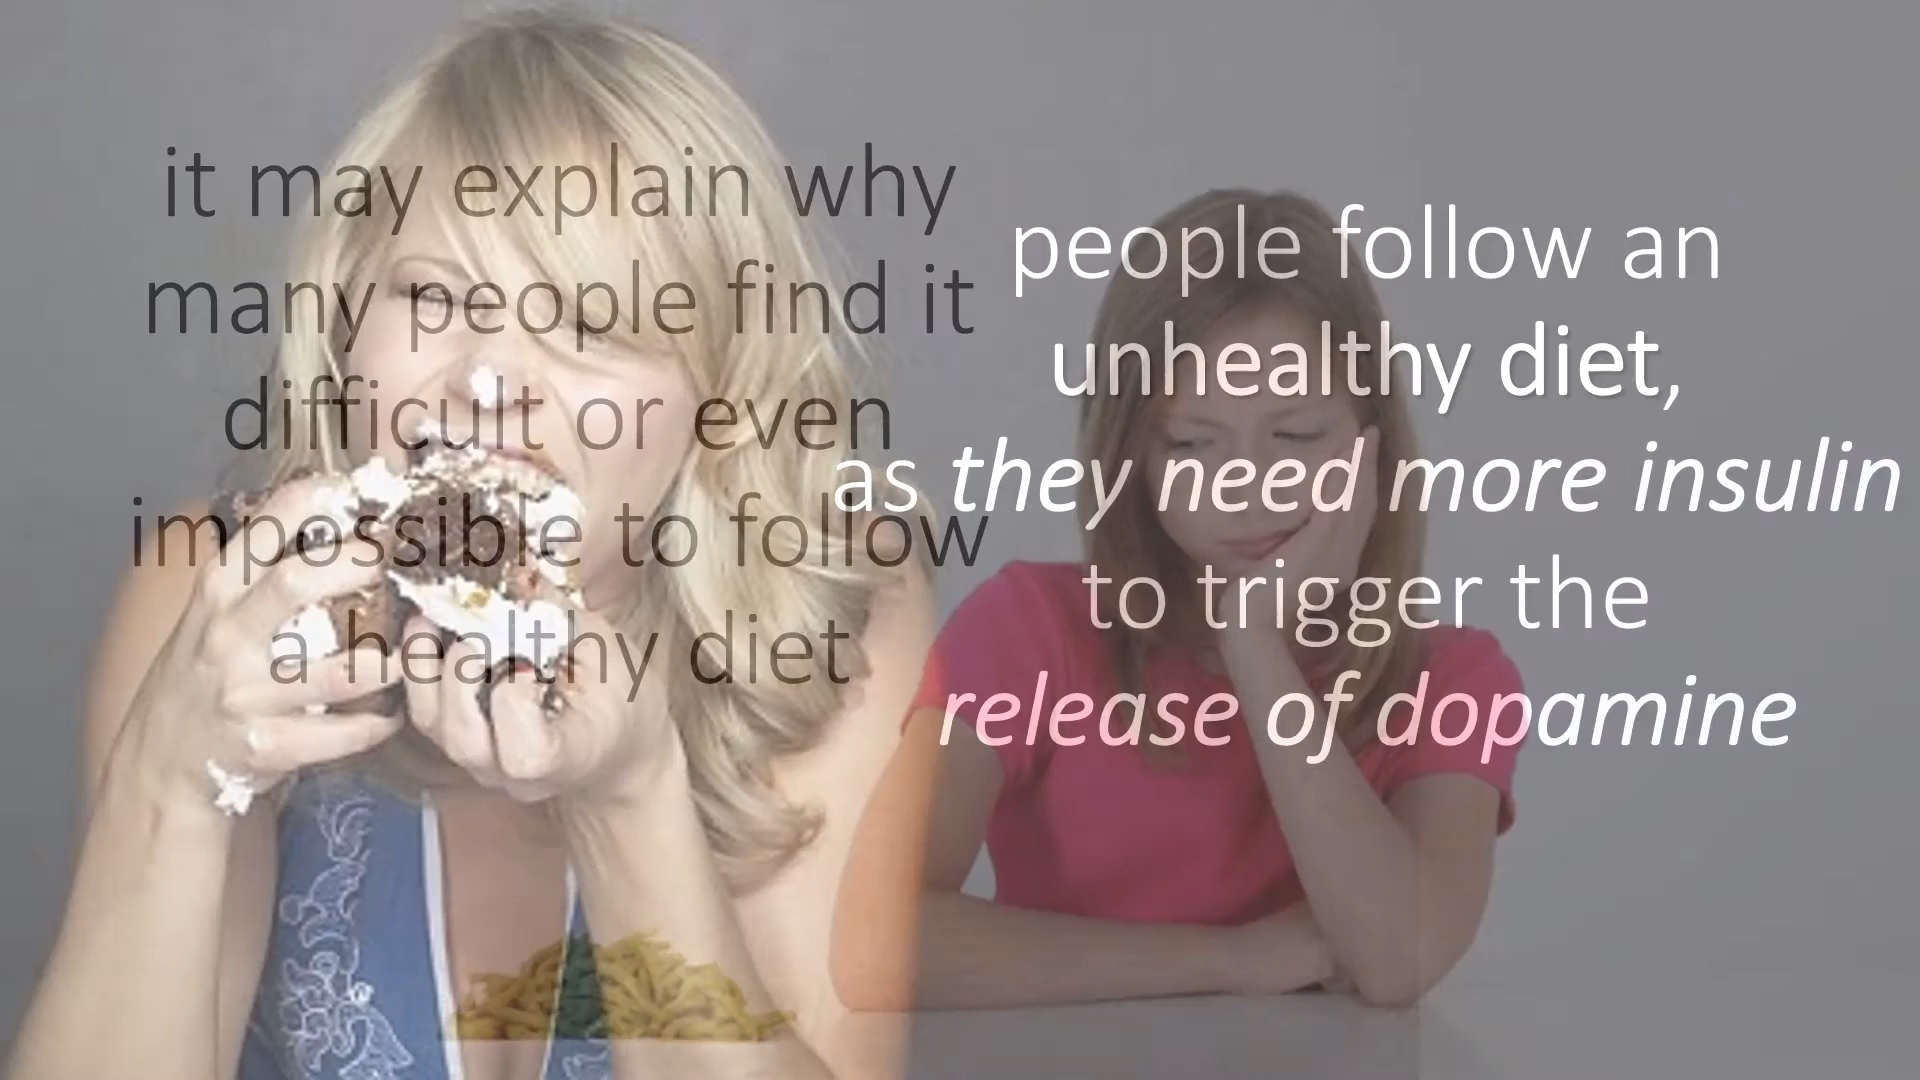 it may explain why
many people find it
difficult or even
impossible to follow
a healthy diet
people follow an
unhealthy diet,
as they need more insulin
to trigger the
release of dopamine